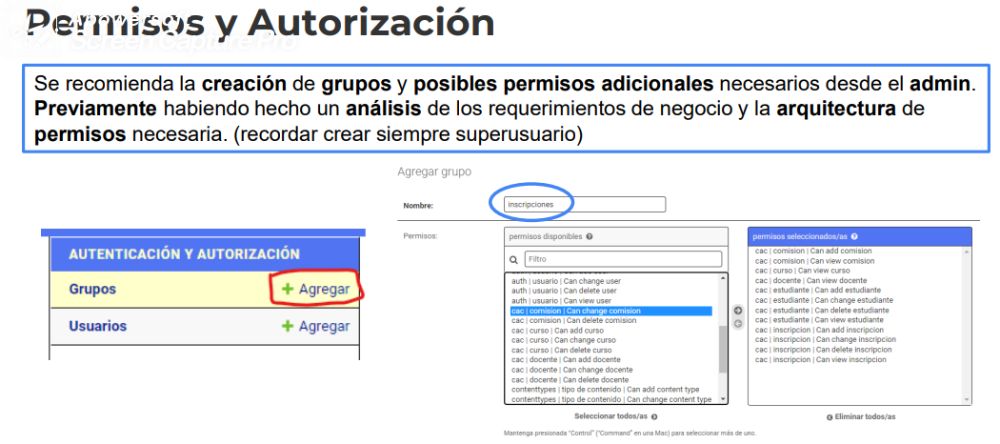 Permisos y Autorización
Apowersoft
Screen Capture Pro
Se recomienda la creación de grupos y posibles permisos adicionales necesarios desde el admin.
Previamente habiendo hecho un análisis de los requerimientos de negocio y la arquitectura de
permisos necesaria. (recordar crear siempre superusuario)
AUTENTICACIÓN Y AUTORIZACIÓN
Grupos
+ Agregar
Usuarios
+ Agregar
Agregar grupo
Nombre:
inscripciones
Permisos:
permisos disponibles
Filtro
auth | usuario | Can change user
auth | usuario | Can delete user
auth | usuario | Can view user
cac | comision | Can change comision
cac | comision | Can delete comision
cac | curso | Can add curso
cac | curso | Can change curso
cac | curso | Can delete curso
cac | docente | Can add docente
cac | docente | Can change docente
cac | docente | Can delete docente
contenttypes | tipo de contenido | Can add content type
contenttypes | tipo de contenido | Can change content type
Seleccionar todos/as
permisos seleccionados/as
cac | comision | Can add comision
cac | comision | Can view comision
cac | curso | Can view curso
cac | docente | Can view docente
cac | estudiante | Can add estudiante
cac | estudiante | Can change estudiante
cac | estudiante | Can delete estudiante
cac | estudiante | Can view estudiante
cac | inscripcion | Can add inscripcion
cac | inscripcion | Can change inscripcion
cac | inscripcion | Can delete inscripcion
cac | inscripcion | Can view inscripcion
Eliminar todos/as
Mantenga presionada "Control" ("Command" en una Mac) para seleccionar más de uno.